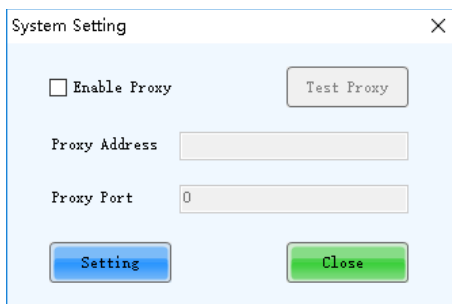 System Setting
Enable Proxy
Test Proxy
Proxy Address
Proxy Port
0
Setting
Close